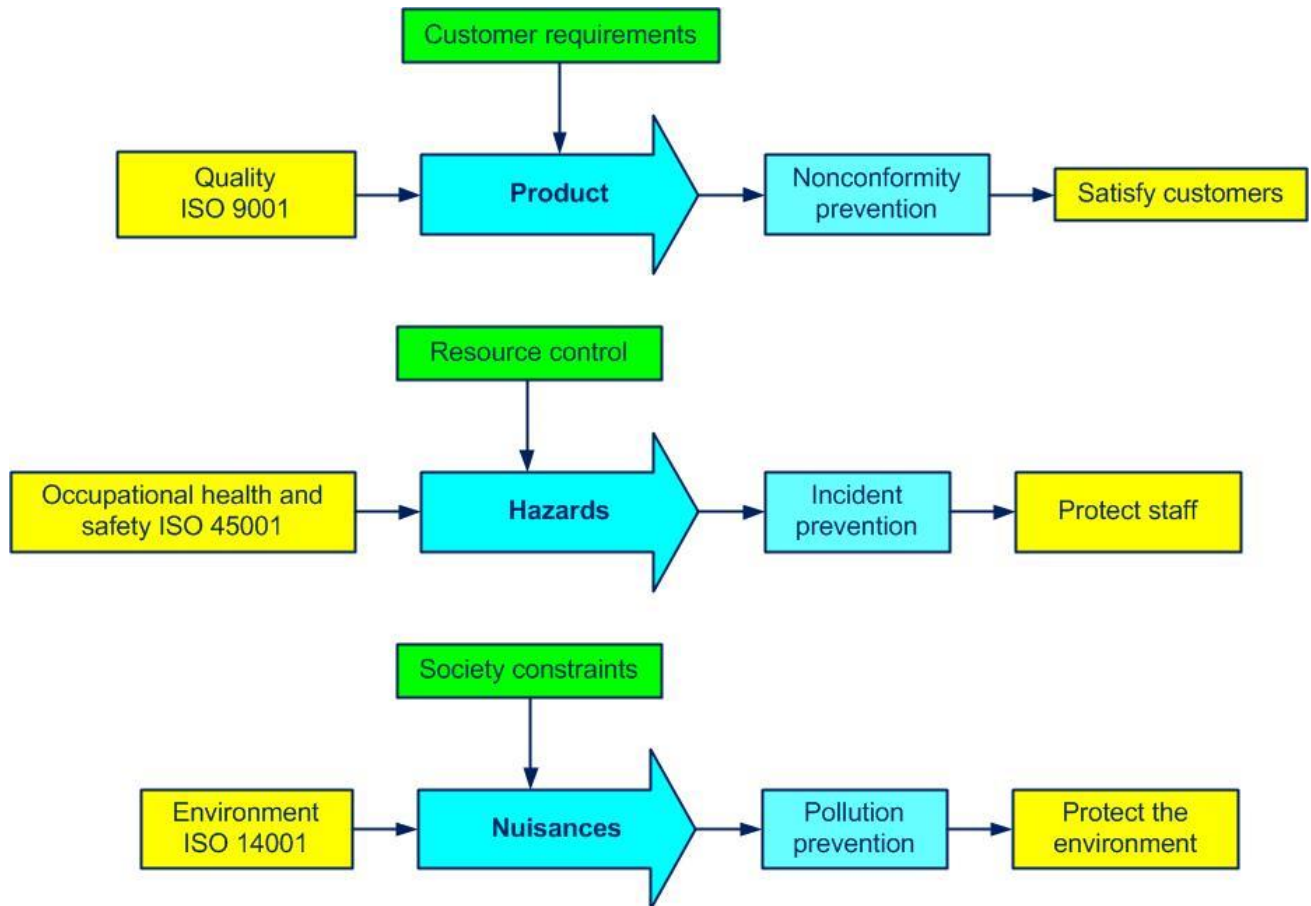 Customer requirements
Quality
ISO 9001
Product
Nonconformity
prevention
Satisfy customers
Resource control
Occupational health and
safety ISO 45001
Hazards
Incident
prevention
Protect staff
Society constraints
Environment
ISO 14001
Nuisances
Pollution
prevention
Protect the
environment